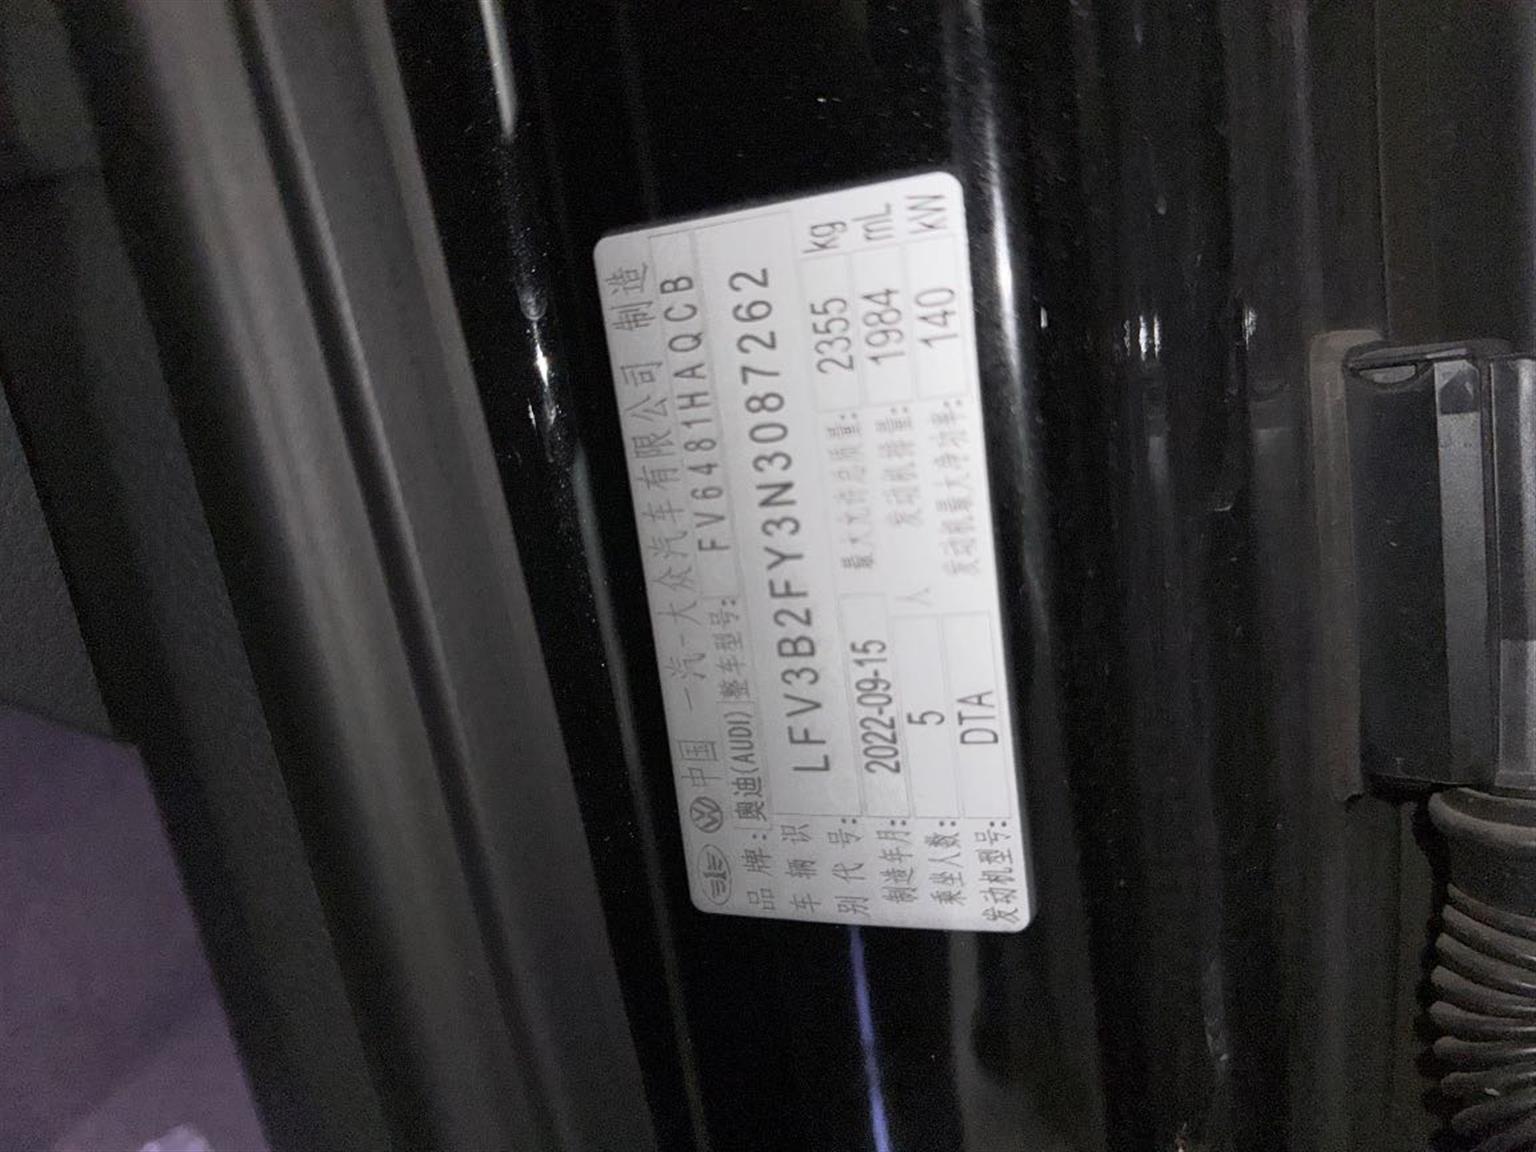 中国 一汽-大众汽车有限公司 制造
品牌: 奥迪(AUDI) 整车型号: FV6481HAQCB
车辆识别代号: LFV3B2FY3N3087262
制造年月: 2022-09-15 最大允许总质量: 2355 kg
乘坐人数: 5 人 发动机排量: 1984 mL
发动机型号: DTA 发动机最大净功率: 140 kW